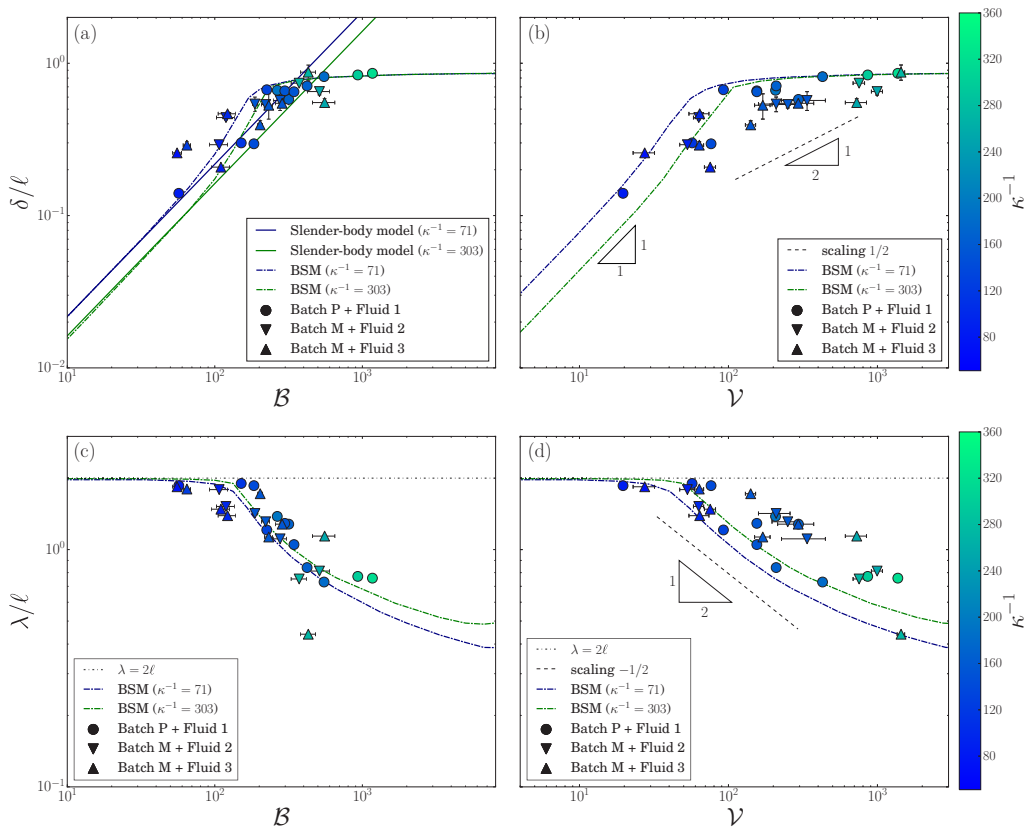 (a)
10⁰
10⁻¹
10⁻²
δ/ℓ
Slender-body model (κ⁻¹ = 71)
Slender-body model (κ⁻¹ = 303)
BSM (κ⁻¹ = 71)
BSM (κ⁻¹ = 303)
Batch P + Fluid 1
Batch M + Fluid 2
Batch M + Fluid 3
10¹
10²
10³
ℬ
(b)
1
2
1
1
scaling 1/2
BSM (κ⁻¹ = 71)
BSM (κ⁻¹ = 303)
Batch P + Fluid 1
Batch M + Fluid 2
Batch M + Fluid 3
10¹
10²
10³
𝒱
360
320
280
240
200
160
120
80
κ⁻¹
(c)
10⁰
10⁻¹
λ/ℓ
λ = 2ℓ
BSM (κ⁻¹ = 71)
BSM (κ⁻¹ = 303)
Batch P + Fluid 1
Batch M + Fluid 2
Batch M + Fluid 3
10¹
10²
10³
ℬ
(d)
1
2
λ = 2ℓ
scaling −1/2
BSM (κ⁻¹ = 71)
BSM (κ⁻¹ = 303)
Batch P + Fluid 1
Batch M + Fluid 2
Batch M + Fluid 3
10¹
10²
10³
𝒱
360
320
280
240
200
160
120
80
κ⁻¹